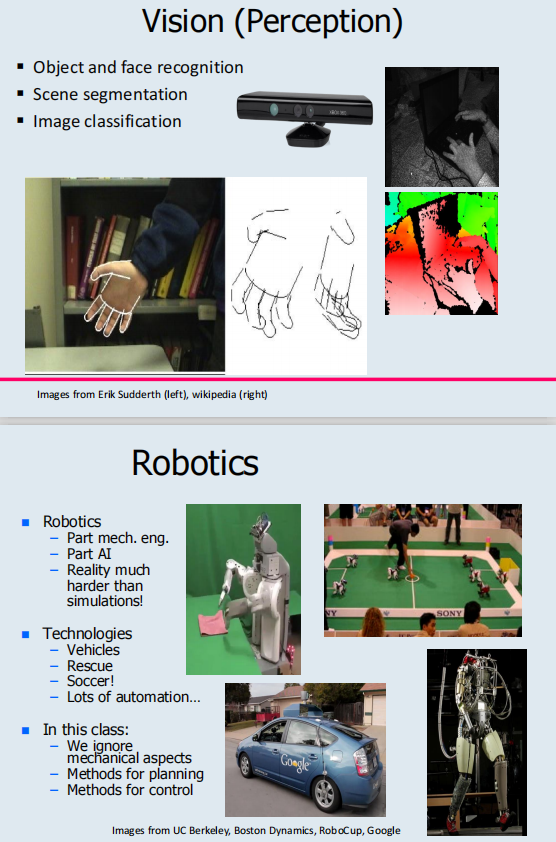 Vision (Perception)
▪ Object and face recognition
▪ Scene segmentation
▪ Image classification
XBOX 360
Images from Erik Sudderth (left), wikipedia (right)
Robotics
▪ Robotics
– Part mech. eng.
– Part AI
– Reality much
harder than
simulations!
▪ Technologies
– Vehicles
– Rescue
– Soccer!
– Lots of automation…
▪ In this class:
– We ignore
mechanical aspects
– Methods for planning
– Methods for control
NY
SONY
Google
Images from UC Berkeley, Boston Dynamics, RoboCup, Google